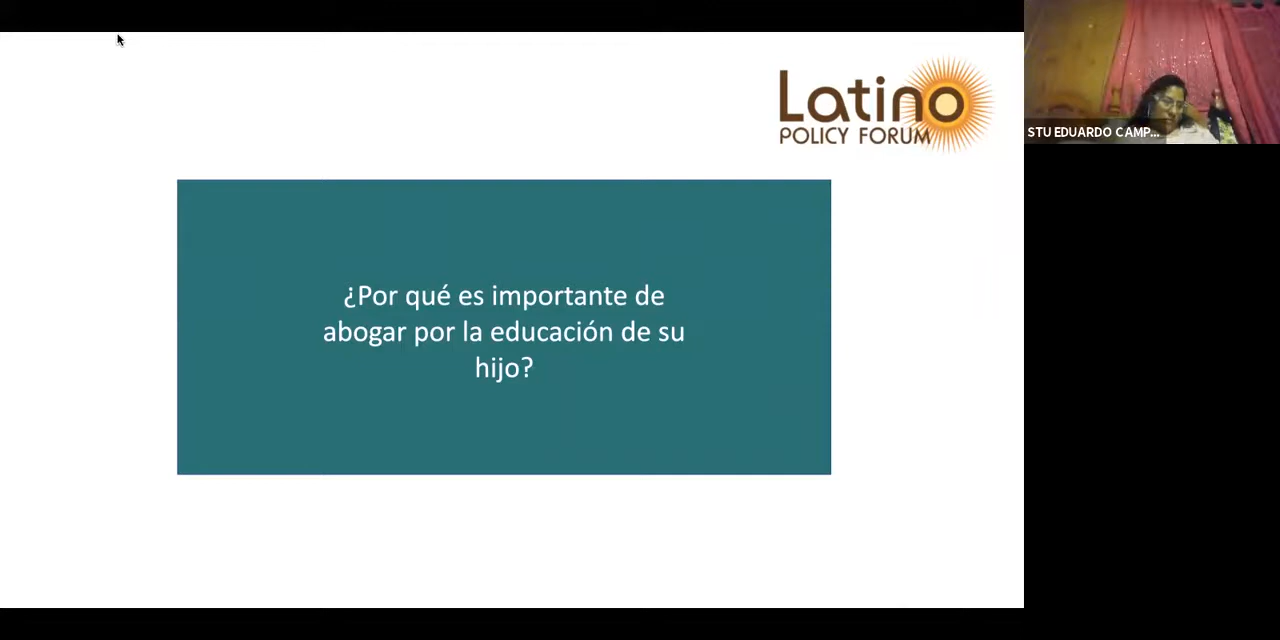 Latino
POLICY FORUM
STU EDUARDO CAMP...
¿Por qué es importante de
abogar por la educación de su
hijo?